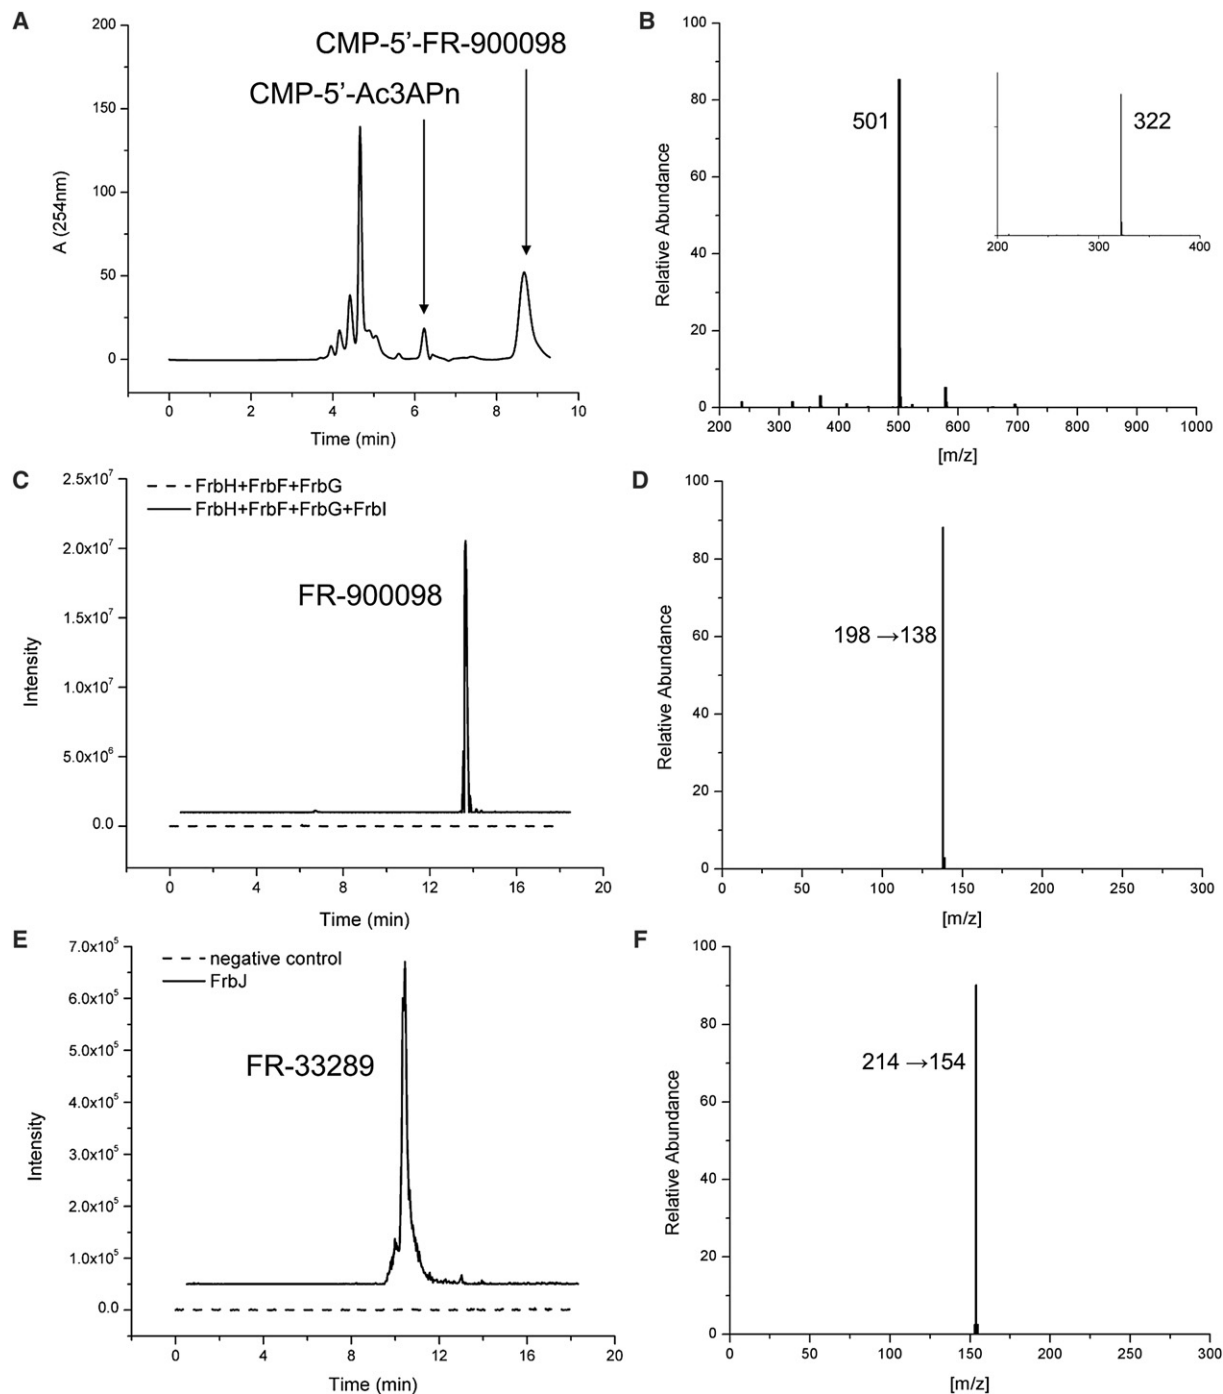 A
CMP-5'-FR-900098
CMP-5'-Ac3APn
200
150
100
50
0
A (254nm)
0 2 4 6 8 10
Time (min)
B
100
80
60
40
20
0
Relative Abundance
501
322
200 300 400
200 300 400 500 600 700 800 900 1000
[m/z]
C
FrbH+FrbF+FrbG
FrbH+FrbF+FrbG+FrbI
FR-900098
2.5x10⁷
2.0x10⁷
1.5x10⁷
1.0x10⁷
5.0x10⁶
0.0
Intensity
0 4 8 12 16 20
Time (min)
D
100
80
60
40
20
0
Relative Abundance
198 →138
0 50 100 150 200 250 300
[m/z]
E
negative control
FrbJ
FR-33289
7.0x10⁵
6.0x10⁵
5.0x10⁵
4.0x10⁵
3.0x10⁵
2.0x10⁵
1.0x10⁵
0.0
Intensity
0 4 8 12 16 20
Time (min)
F
100
80
60
40
20
0
Relative Abundance
214 →154
0 50 100 150 200 250 300
[m/z]